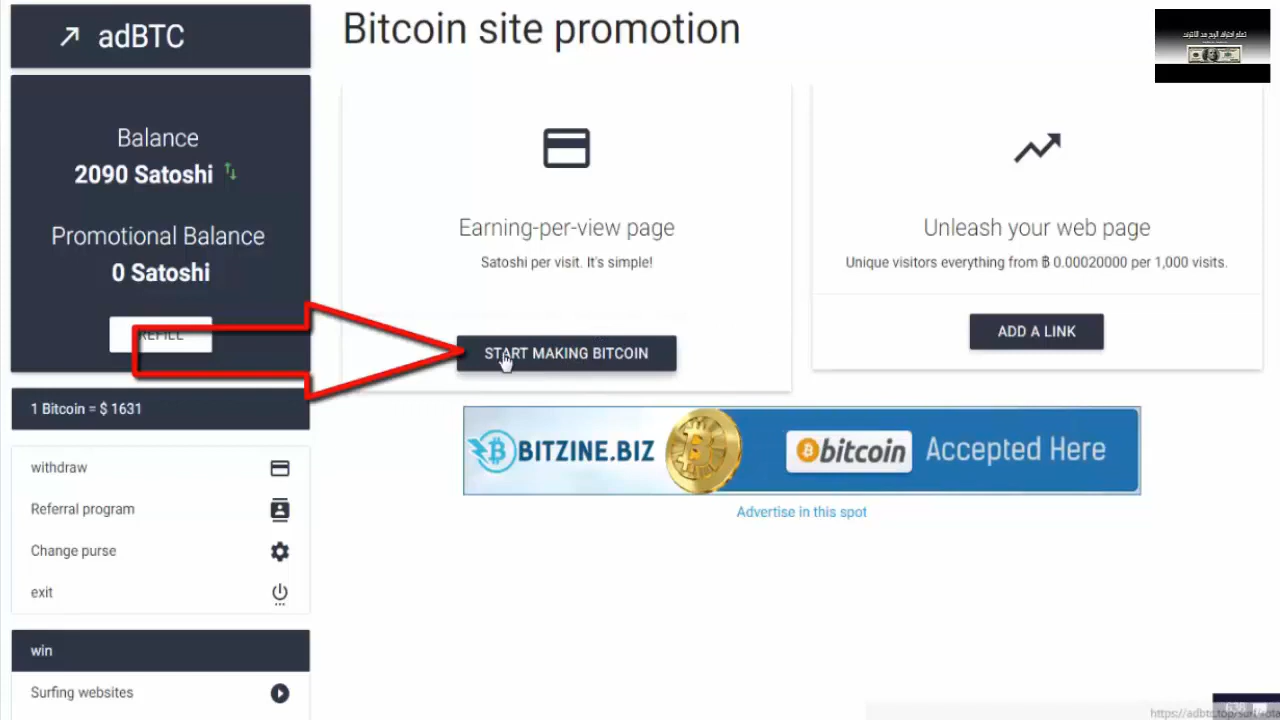 adBTC
Balance
2090 Satoshi
Promotional Balance
0 Satoshi
REFILL
1 Bitcoin = $ 1631
withdraw
Referral program
Change purse
exit
win
Surfing websites
Bitcoin site promotion
Earning-per-view page
Satoshi per visit. It's simple!
START MAKING BITCOIN
Unleash your web page
Unique visitors everything from ฿ 0.00020000 per 1,000 visits.
ADD A LINK
BITZINE.BIZ
bitcoin
Accepted Here
Advertise in this spot